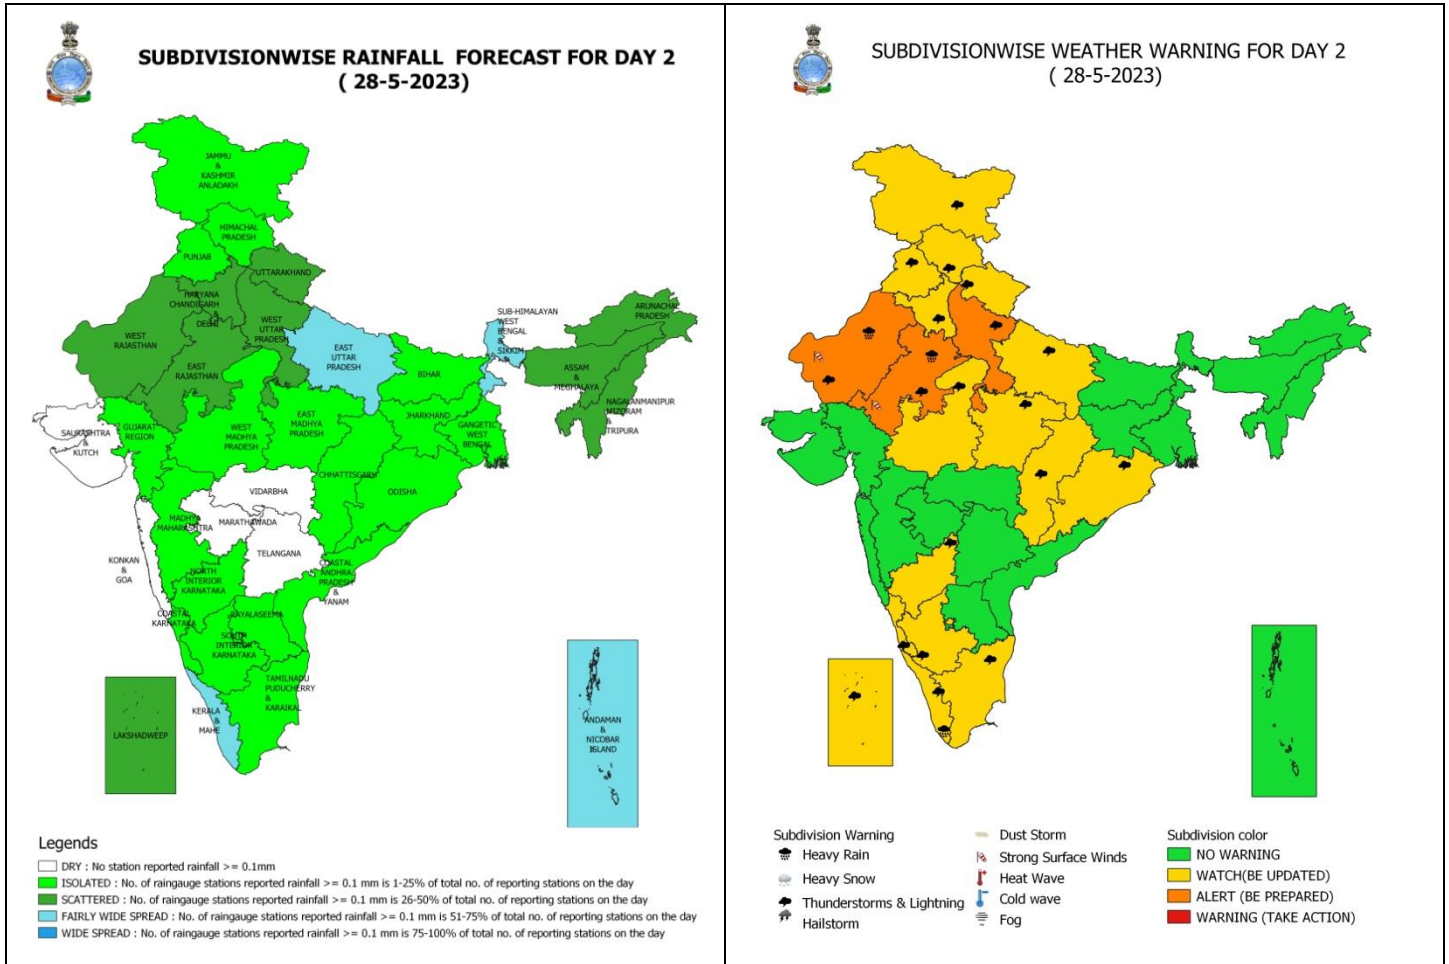 SUBDIVISIONWISE RAINFALL FORECAST FOR DAY 2
( 28-5-2023)
JAMMU
&
KASHMIR
ANLADAKH
HIMACHAL
PRADESH
PUNJAB
UTTARAKHAND
HARYANA
CHANDIGARH
&
DELHI
WEST
RAJASTHAN
WEST
UTTAR
PRADESH
EAST
RAJASTHAN
EAST
UTTAR
PRADESH
SUB-HIMALAYAN
WEST
BENGAL
&
SIKKIM
ARUNACHAL
PRADESH
ASSAM
&
MEGHALAYA
NAGALANMANIPUR
MIZORAM
&
TRIPURA
BIHAR
JHARKHAND
GANGETIC
WEST
BENGAL
SAURASHTRA
&
KUTCH
GUJARAT
REGION
WEST
MADHYA
PRADESH
EAST
MADHYA
PRADESH
CHHATTISGARH
ODISHA
VIDARBHA
MADHYA
MAHARASHTRA
MARATHAWADA
TELANGANA
KONKAN
&
GOA
NORTH
INTERIOR
KARNATAKA
COASTAL
ANDHRA
PRADESH
&
YANAM
COASTAL
KARNATAKA
RAYALASEEMA
SOUTH
INTERIOR
KARNATAKA
TAMILNADU
PUDUCHERRY
&
KARAIKAL
KERALA
&
MAHE
LAKSHADWEEP
ANDAMAN
&
NICOBAR
ISLAND
Legends
DRY : No station reported rainfall >= 0.1mm
ISOLATED : No. of raingauge stations reported rainfall >= 0.1 mm is 1-25% of total no. of reporting stations on the day
SCATTERED : No. of raingauge stations reported rainfall >= 0.1 mm is 26-50% of total no. of reporting stations on the day
FAIRLY WIDE SPREAD : No. of raingauge stations reported rainfall >= 0.1 mm is 51-75% of total no. of reporting stations on the day
WIDE SPREAD : No. of raingauge stations reported rainfall >= 0.1 mm is 75-100% of total no. of reporting stations on the day
SUBDIVISIONWISE WEATHER WARNING FOR DAY 2
( 28-5-2023)
Subdivision Warning
Heavy Rain
Heavy Snow
Thunderstorms & Lightning
Hailstorm
Dust Storm
Strong Surface Winds
Heat Wave
Cold wave
Fog
Subdivision color
NO WARNING
WATCH(BE UPDATED)
ALERT (BE PREPARED)
WARNING (TAKE ACTION)